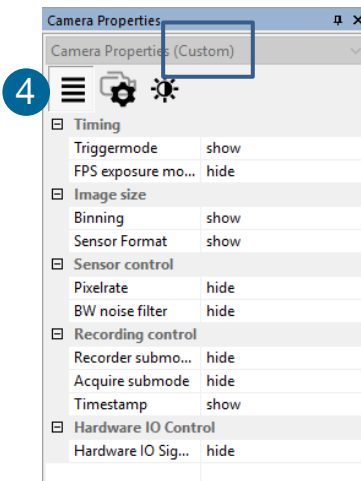 Camera Properties
Camera Properties (Custom)
4
Timing
Triggermode show
FPS exposure mo... hide
Image size
Binning show
Sensor Format show
Sensor control
Pixelrate hide
BW noise filter hide
Recording control
Recorder submo... hide
Acquire submode hide
Timestamp show
Hardware IO Control
Hardware IO Sig... hide